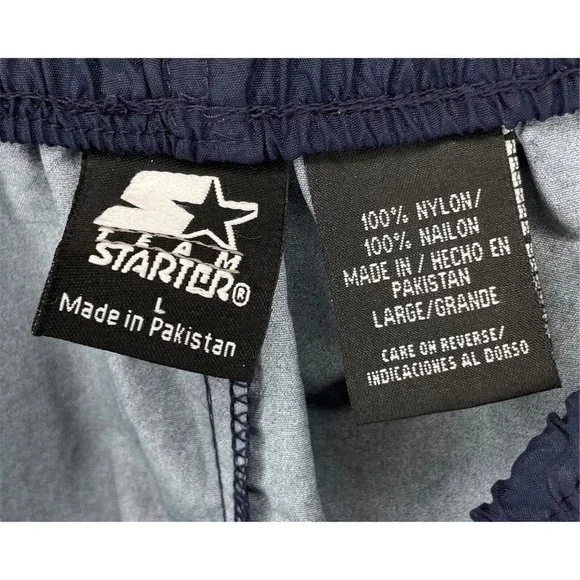 TEAM
STARTER®
L
Made in Pakistan
100% NYLON/
100% NAILON
MADE IN / HECHO EN
PAKISTAN
LARGE/GRANDE
CARE ON REVERSE/
INDICACIONES AL DORSO